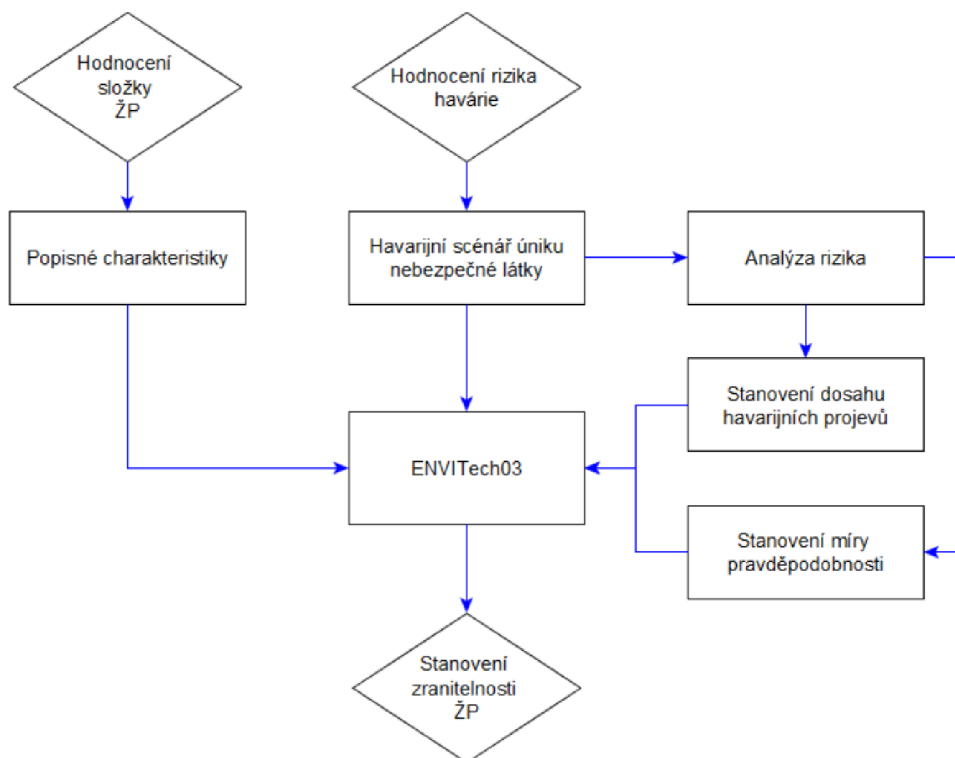 Hodnocení
složky
ŽP
Hodnocení rizika
havárie
Popisné charakteristiky
Havarijní scénář úniku
nebezpečné látky
Analýza rizika
Stanovení dosahu
havarijních projevů
ENVITech03
Stanovení míry
pravděpodobnosti
Stanovení
zranitelnosti
ŽP